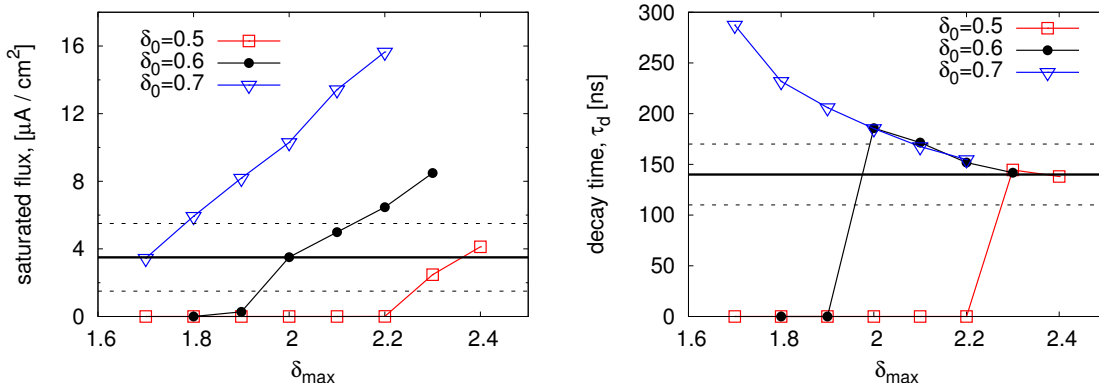 saturated flux, [μA / cm²]
16
12
8
4
0
δ₀=0.5
δ₀=0.6
δ₀=0.7
1.6 1.8 2 2.2 2.4
δmax
decay time, τd [ns]
300
250
200
150
100
50
0
δ₀=0.5
δ₀=0.6
δ₀=0.7
1.6 1.8 2 2.2 2.4
δmax